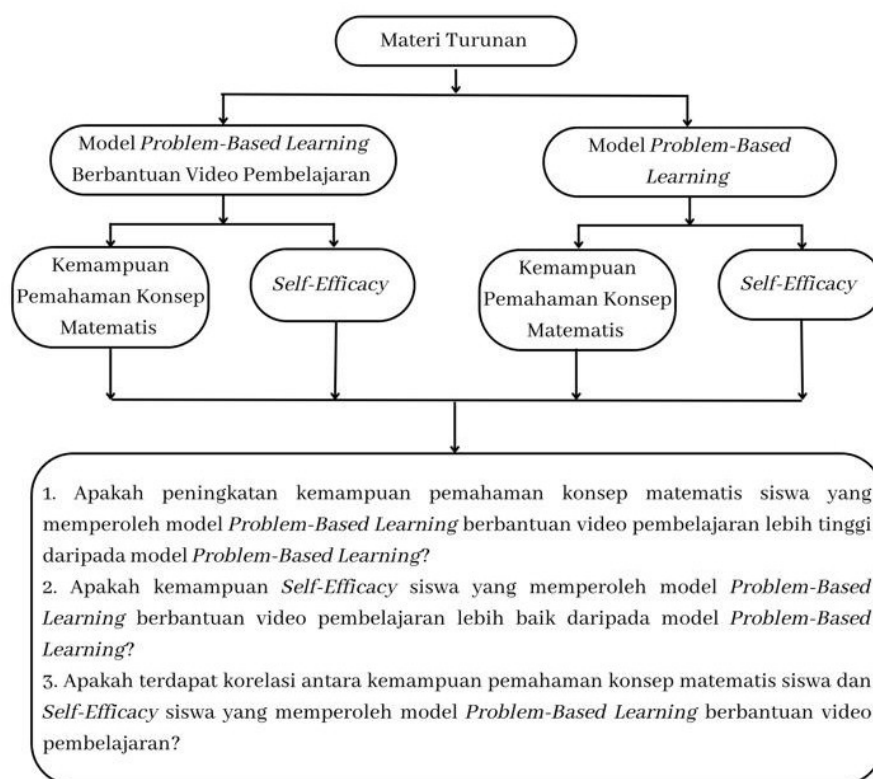 Materi Turunan
Model Problem-Based Learning
Berbantuan Video Pembelajaran
Model Problem-Based
Learning
Kemampuan
Pemahaman Konsep
Matematis
Self-Efficacy
Kemampuan
Pemahaman Konsep
Matematis
Self-Efficacy
1. Apakah peningkatan kemampuan pemahaman konsep matematis siswa yang
memperoleh model Problem-Based Learning berbantuan video pembelajaran lebih tinggi
daripada model Problem-Based Learning?
2. Apakah kemampuan Self-Efficacy siswa yang memperoleh model Problem-Based
Learning berbantuan video pembelajaran lebih baik daripada model Problem-Based
Learning?
3. Apakah terdapat korelasi antara kemampuan pemahaman konsep matematis siswa dan
Self-Efficacy siswa yang memperoleh model Problem-Based Learning berbantuan video
pembelajaran?